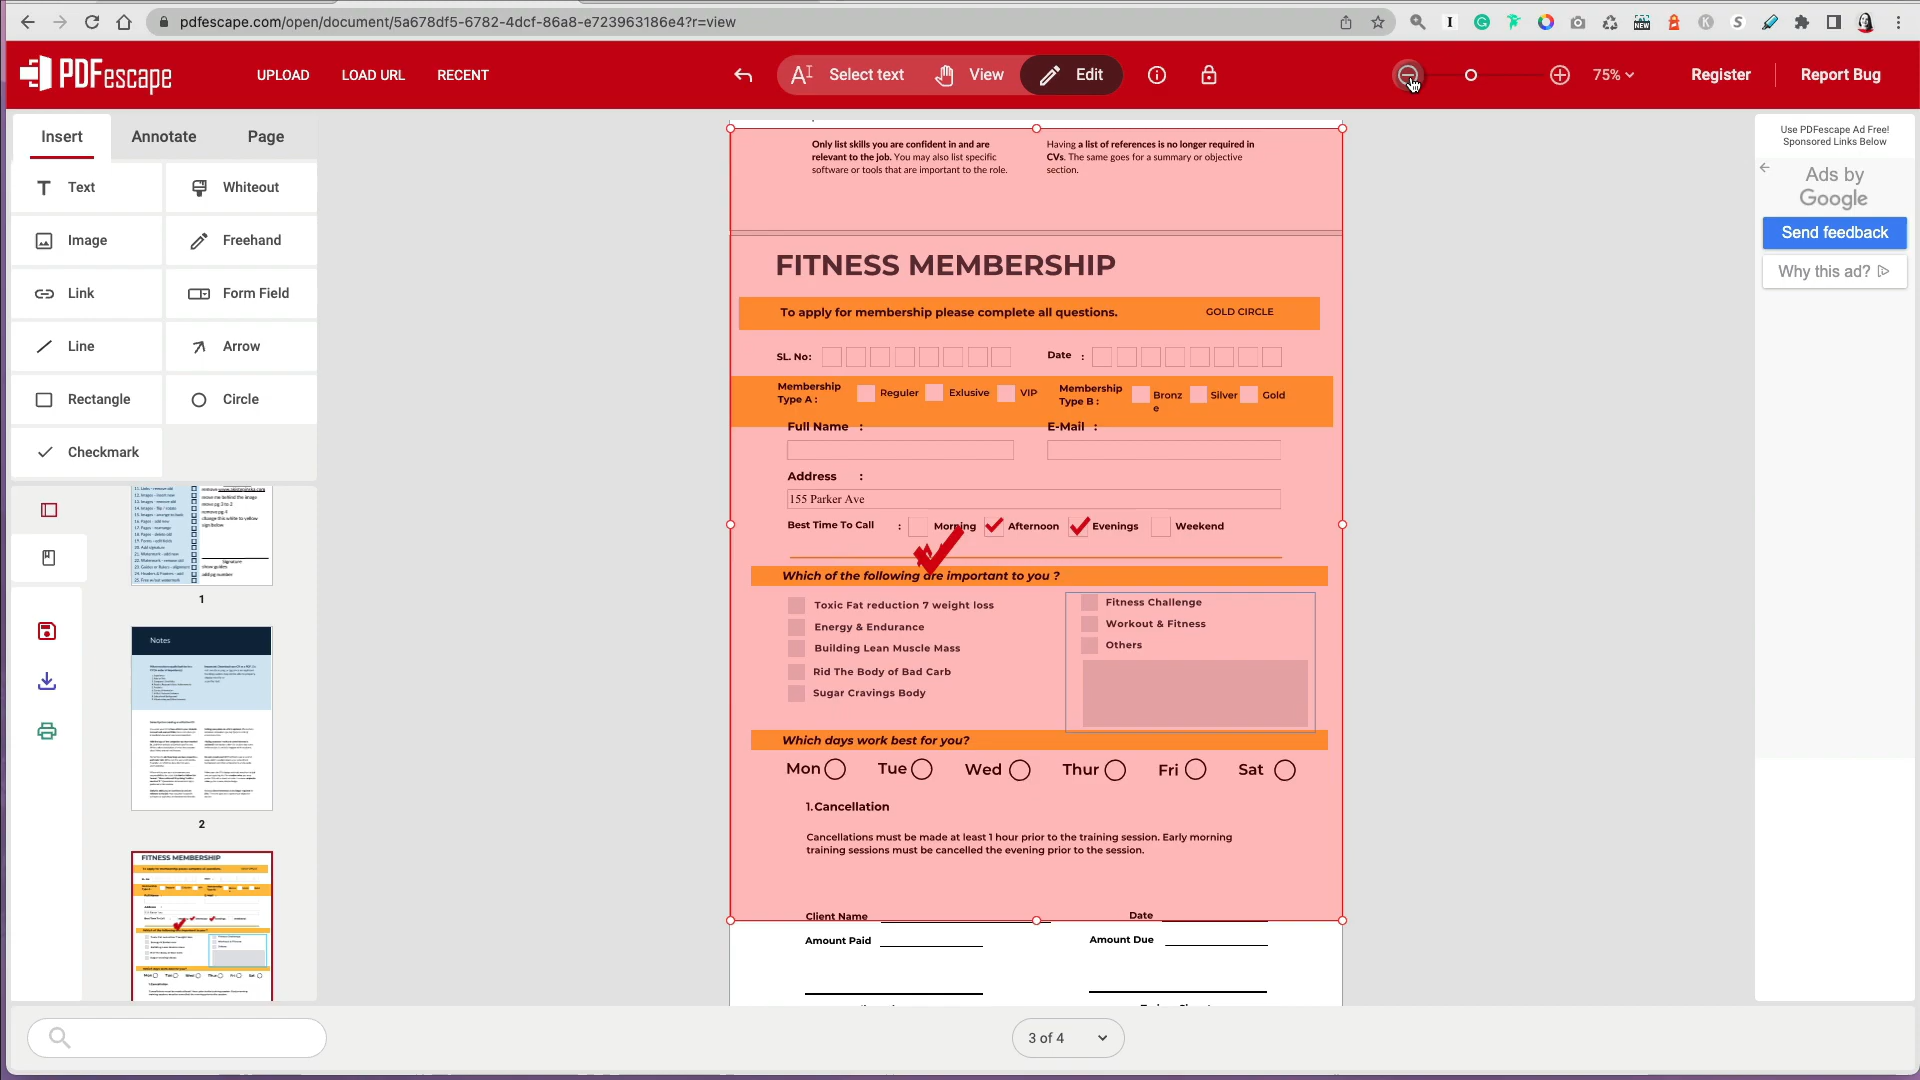 pdfescape.com/open/document/5a678df5-6782-4dcf-86a8-e723963186e4?r=view
PDFescape
UPLOAD
LOAD URL
RECENT
Select text
View
Edit
75%
Register
Report Bug
Insert
Annotate
Page
Text
Whiteout
Image
Freehand
Link
Form Field
Line
Arrow
Rectangle
Circle
Checkmark
1
Notes
2
FITNESS MEMBERSHIP
Only list skills you are confident in and are
relevant to the job. You may also list specific
software or tools that are important to the role.
Having a list of references is no longer required in
CVs. The same goes for a summary or objective
section.
FITNESS MEMBERSHIP
To apply for membership please complete all questions.
GOLD CIRCLE
SL. No:
Date :
Membership
Type A :
Reguler
Exlusive
VIP
Membership
Type B :
Bronz
e
Silver
Gold
Full Name :
E-Mail :
Address :
155 Parker Ave
Best Time To Call :
Morning
Afternoon
Evenings
Weekend
Which of the following are important to you ?
Toxic Fat reduction 7 weight loss
Energy & Endurance
Building Lean Muscle Mass
Rid The Body of Bad Carb
Sugar Cravings Body
Fitness Challenge
Workout & Fitness
Others
Which days work best for you?
Mon
Tue
Wed
Thur
Fri
Sat
1.Cancellation
Cancellations must be made at least 1 hour prior to the training session. Early morning
training sessions must be cancelled the evening prior to the session.
Client Name
Date
Amount Paid
Amount Due
3 of 4
Use PDFescape Ad Free!
Sponsored Links Below
Ads by
Google
Send feedback
Why this ad?